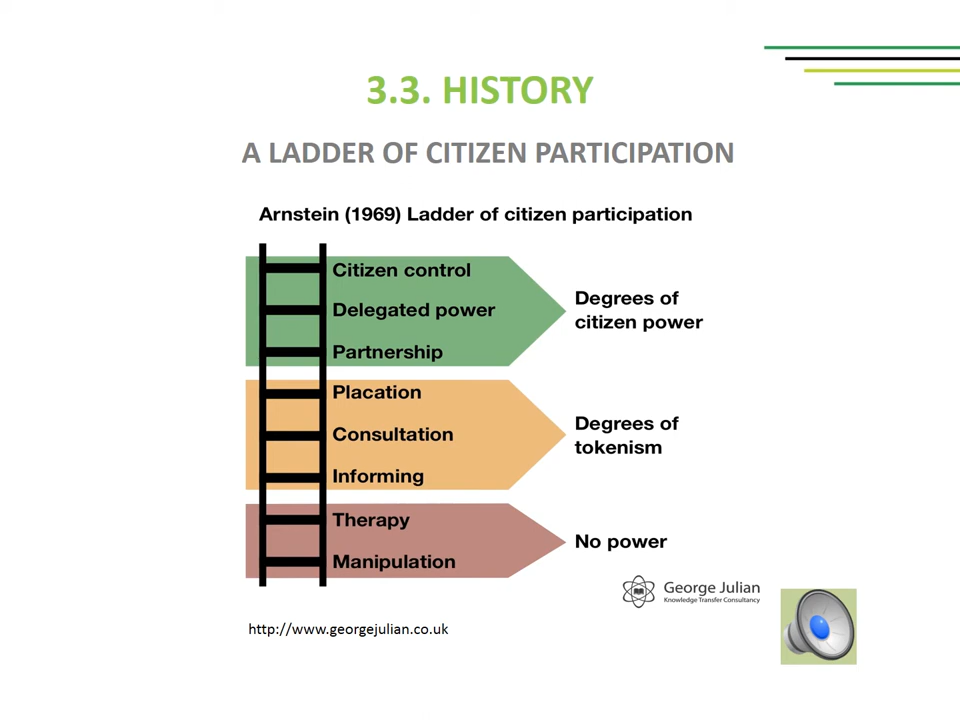 3.3. HISTORY
A LADDER OF CITIZEN PARTICIPATION
Arnstein (1969) Ladder of citizen participation
Citizen control
Delegated power
Partnership
Degrees of
citizen power
Placation
Consultation
Informing
Degrees of
tokenism
Therapy
Manipulation
No power
George Julian
Knowledge Transfer Consultancy
http://www.georgejulian.co.uk